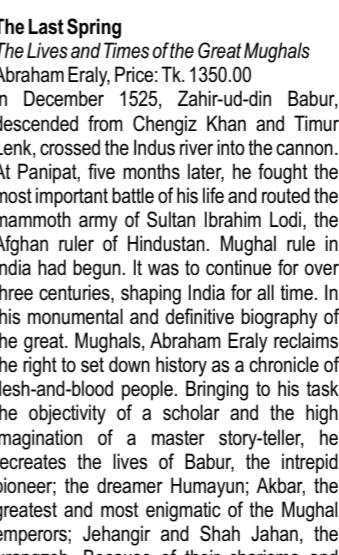 The Last Spring
The Lives and Times of the Great Mughals
Abraham Eraly, Price: Tk. 1350.00
In December 1525, Zahir-ud-din Babur,
descended from Chengiz Khan and Timur
Lenk, crossed the Indus river into the cannon.
At Panipat, five months later, he fought the
most important battle of his life and routed the
mammoth army of Sultan Ibrahim Lodi, the
Afghan ruler of Hindustan. Mughal rule in
India had begun. It was to continue for over
three centuries, shaping India for all time. In
this monumental and definitive biography of
the great. Mughals, Abraham Eraly reclaims
the right to set down history as a chronicle of
flesh-and-blood people. Bringing to his task
the objectivity of a scholar and the high
imagination of a master story-teller, he
recreates the lives of Babur, the intrepid
pioneer; the dreamer Humayun; Akbar, the
greatest and most enigmatic of the Mughal
emperors; Jehangir and Shah Jahan, the